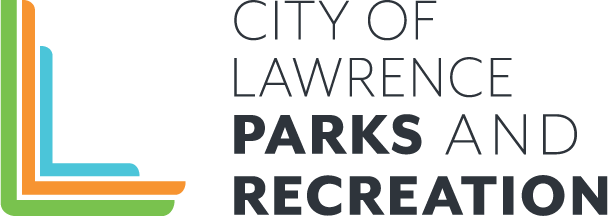 CITY OF
LAWRENCE
PARKS AND
RECREATION